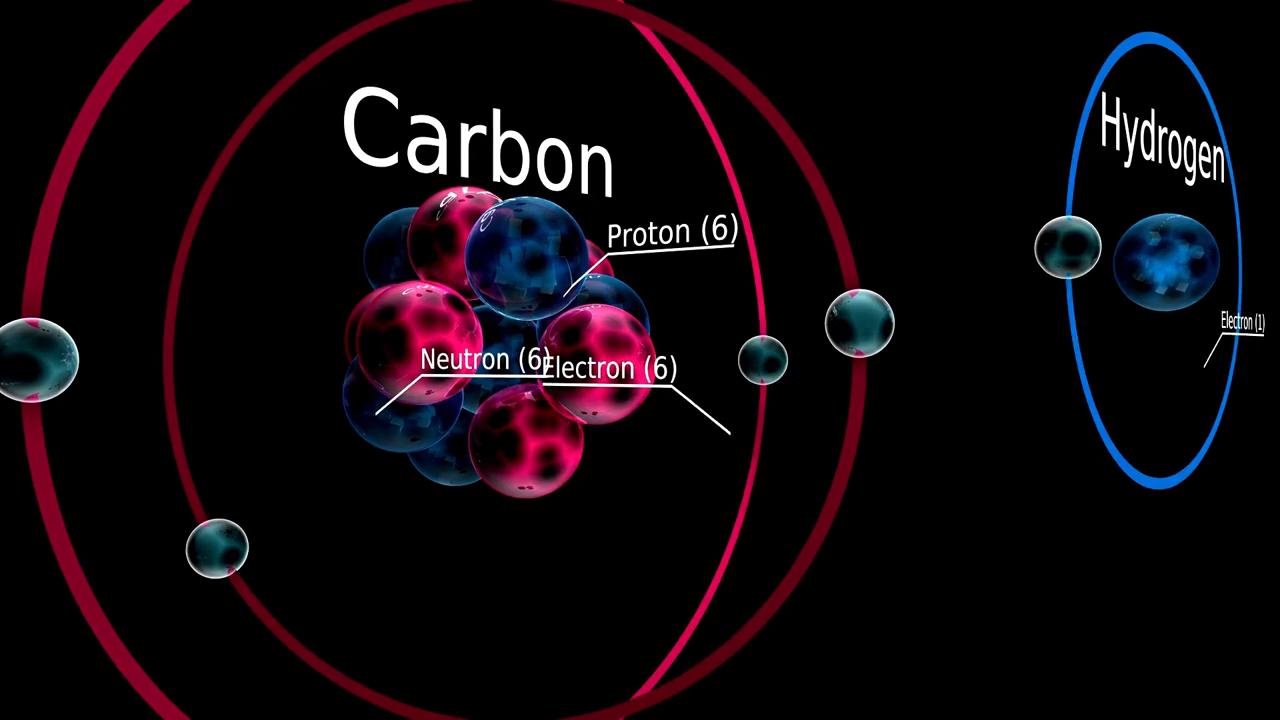 Carbon
Hydrogen
Proton (6)
Electron (1)
Neutron (6)
Electron (6)